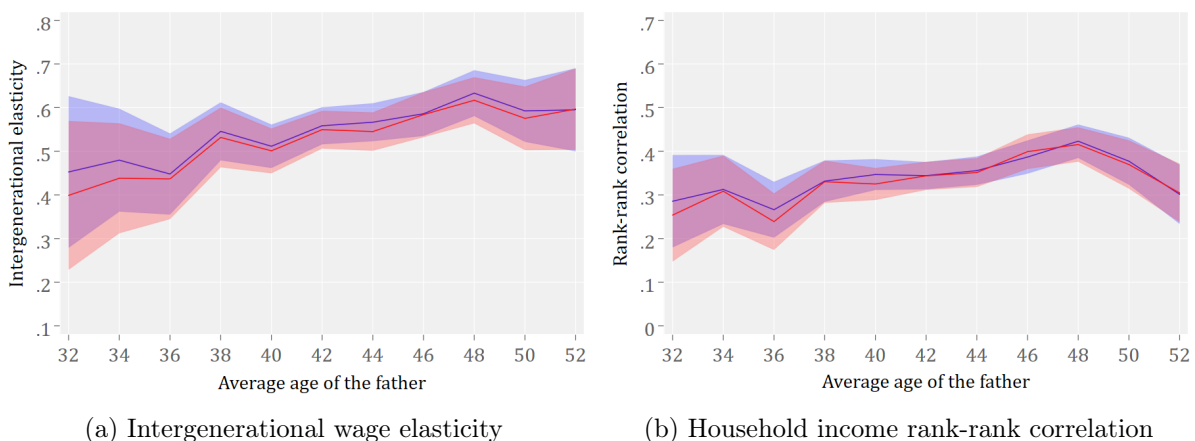 .8
.7
.6
.5
.4
.3
.2
.1
Intergenerational elasticity
32 34 36 38 40 42 44 46 48 50 52
Average age of the father
(a) Intergenerational wage elasticity
.7
.6
.5
.4
.3
.2
.1
0
Rank-rank correlation
32 34 36 38 40 42 44 46 48 50 52
Average age of the father
(b) Household income rank-rank correlation